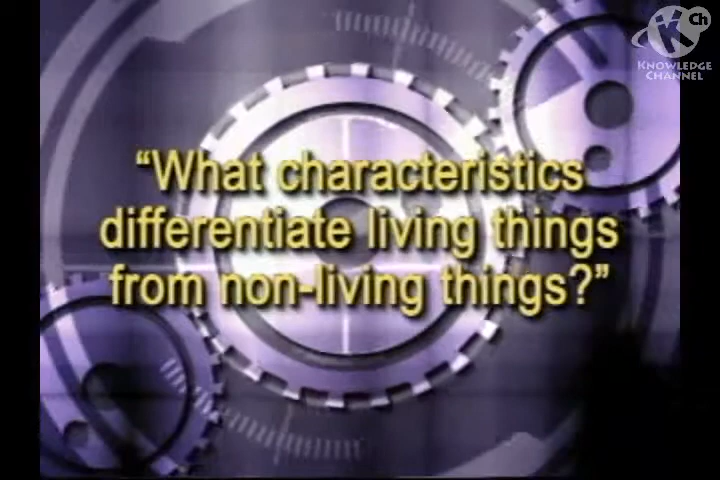 Ch
K
KNOWLEDGE
CHANNEL
“What characteristics
differentiate living things
from non-living things?”